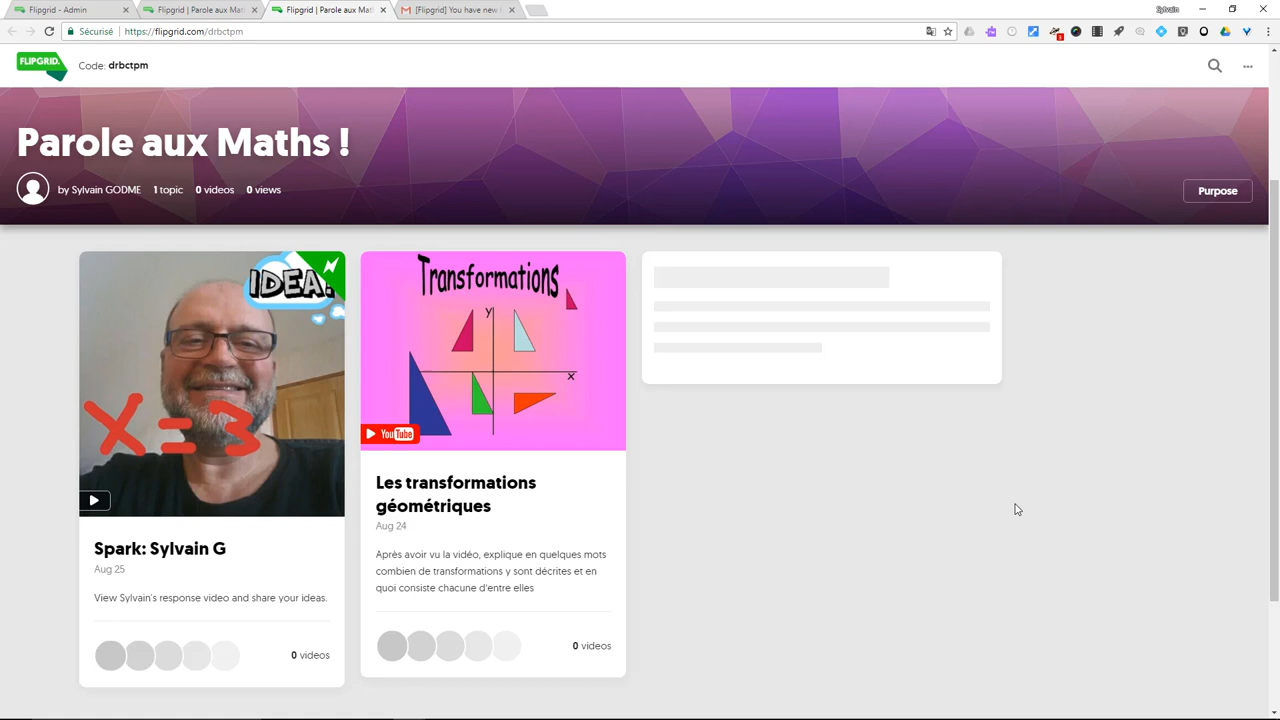 Flipgrid - Admin
Flipgrid | Parole aux Mat
Flipgrid | Parole aux Mat
[Flipgrid] You have new
Sylvain
Sécurisé
https://flipgrid.com/drbctpm
FLIPGRID.
Code: drbctpm
Parole aux Maths !
by Sylvain GODME 1 topic 0 videos 0 views
Purpose
IDEA!
X=3
Spark: Sylvain G
Aug 25
View Sylvain's response video and share your ideas.
0 videos
Transformations
y
x
YouTube
Les transformations
géométriques
Aug 24
Après avoir vu la vidéo, explique en quelques mots
combien de transformations y sont décrites et en
quoi consiste chacune d'entre elles
0 videos